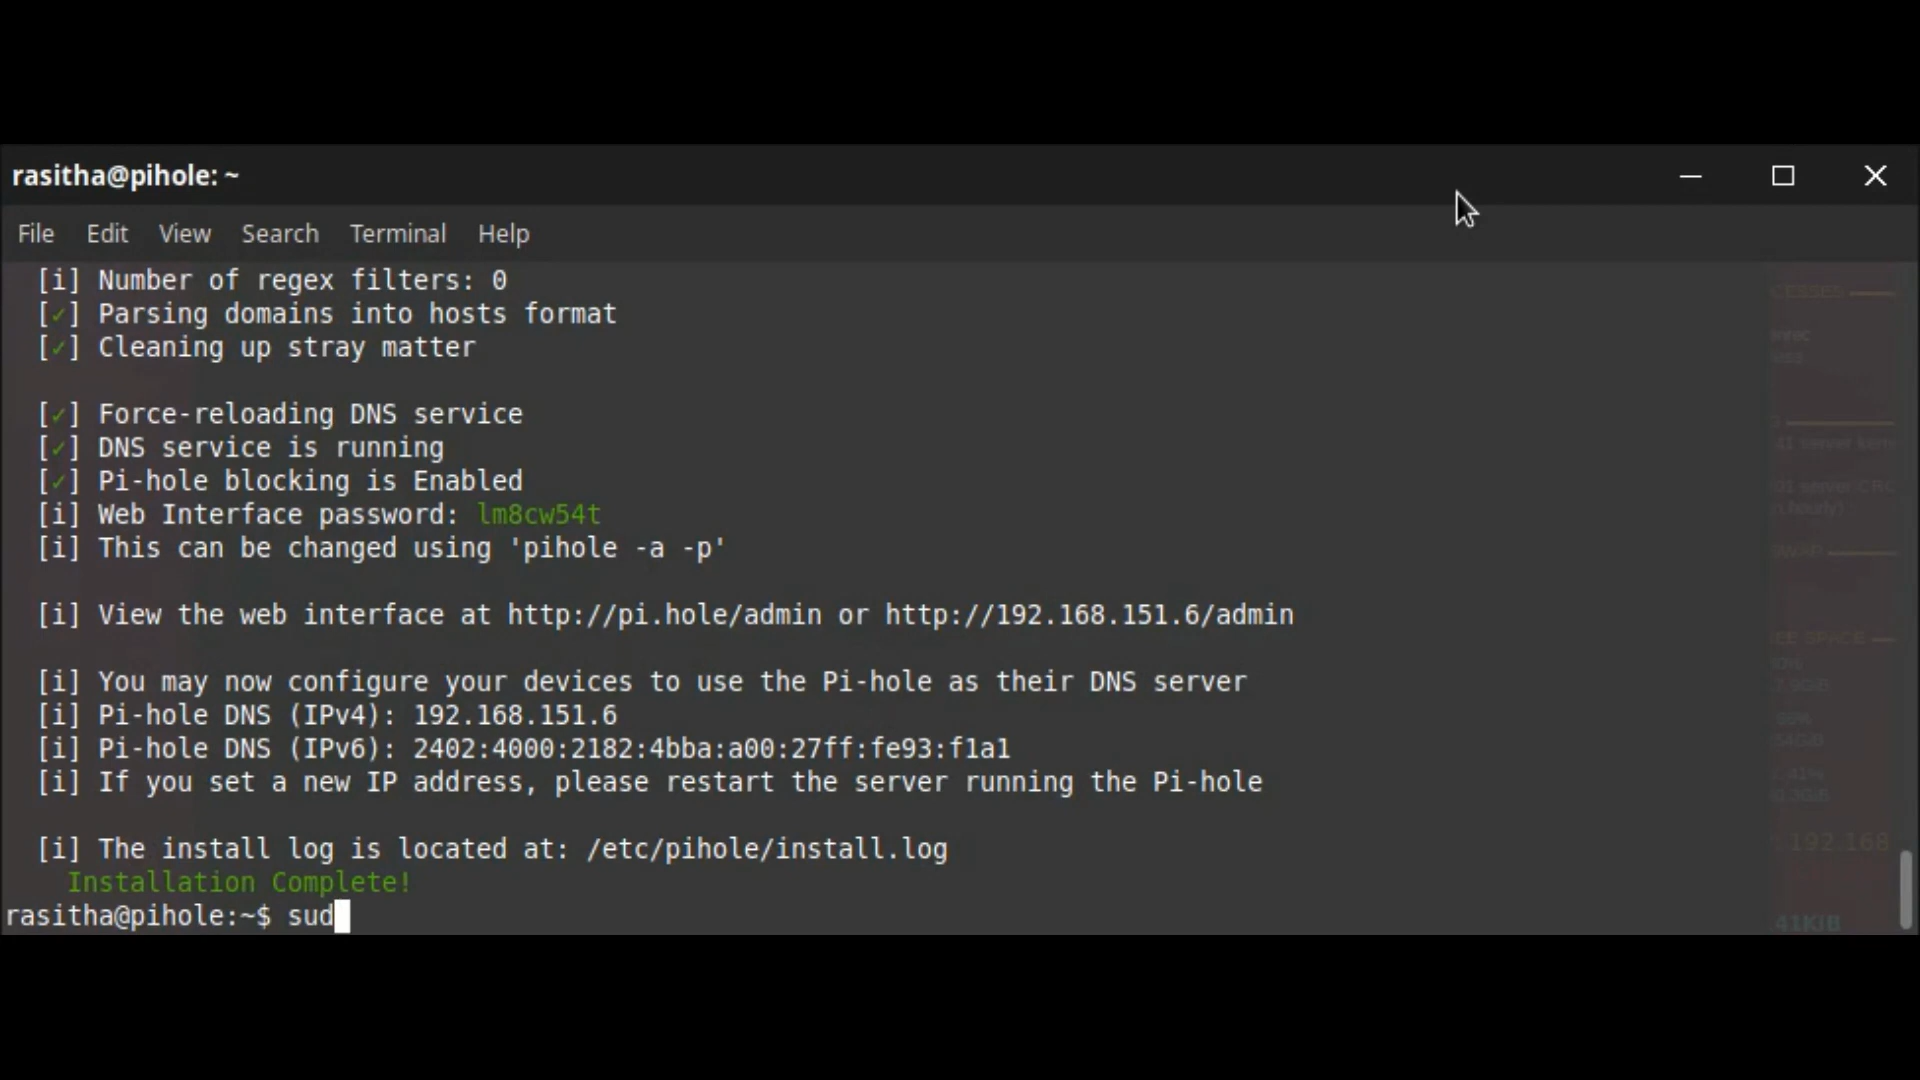 rasitha@pihole: ~
File Edit View Search Terminal Help
[i] Number of regex filters: 0
[✓] Parsing domains into hosts format
[✓] Cleaning up stray matter
[✓] Force-reloading DNS service
[✓] DNS service is running
[✓] Pi-hole blocking is Enabled
[i] Web Interface password: lm8cw54t
[i] This can be changed using 'pihole -a -p'
[i] View the web interface at http://pi.hole/admin or http://192.168.151.6/admin
[i] You may now configure your devices to use the Pi-hole as their DNS server
[i] Pi-hole DNS (IPv4): 192.168.151.6
[i] Pi-hole DNS (IPv6): 2402:4000:2182:4bba:a00:27ff:fe93:f1a1
[i] If you set a new IP address, please restart the server running the Pi-hole
[i] The install log is located at: /etc/pihole/install.log
Installation Complete!
rasitha@pihole:~$ sud